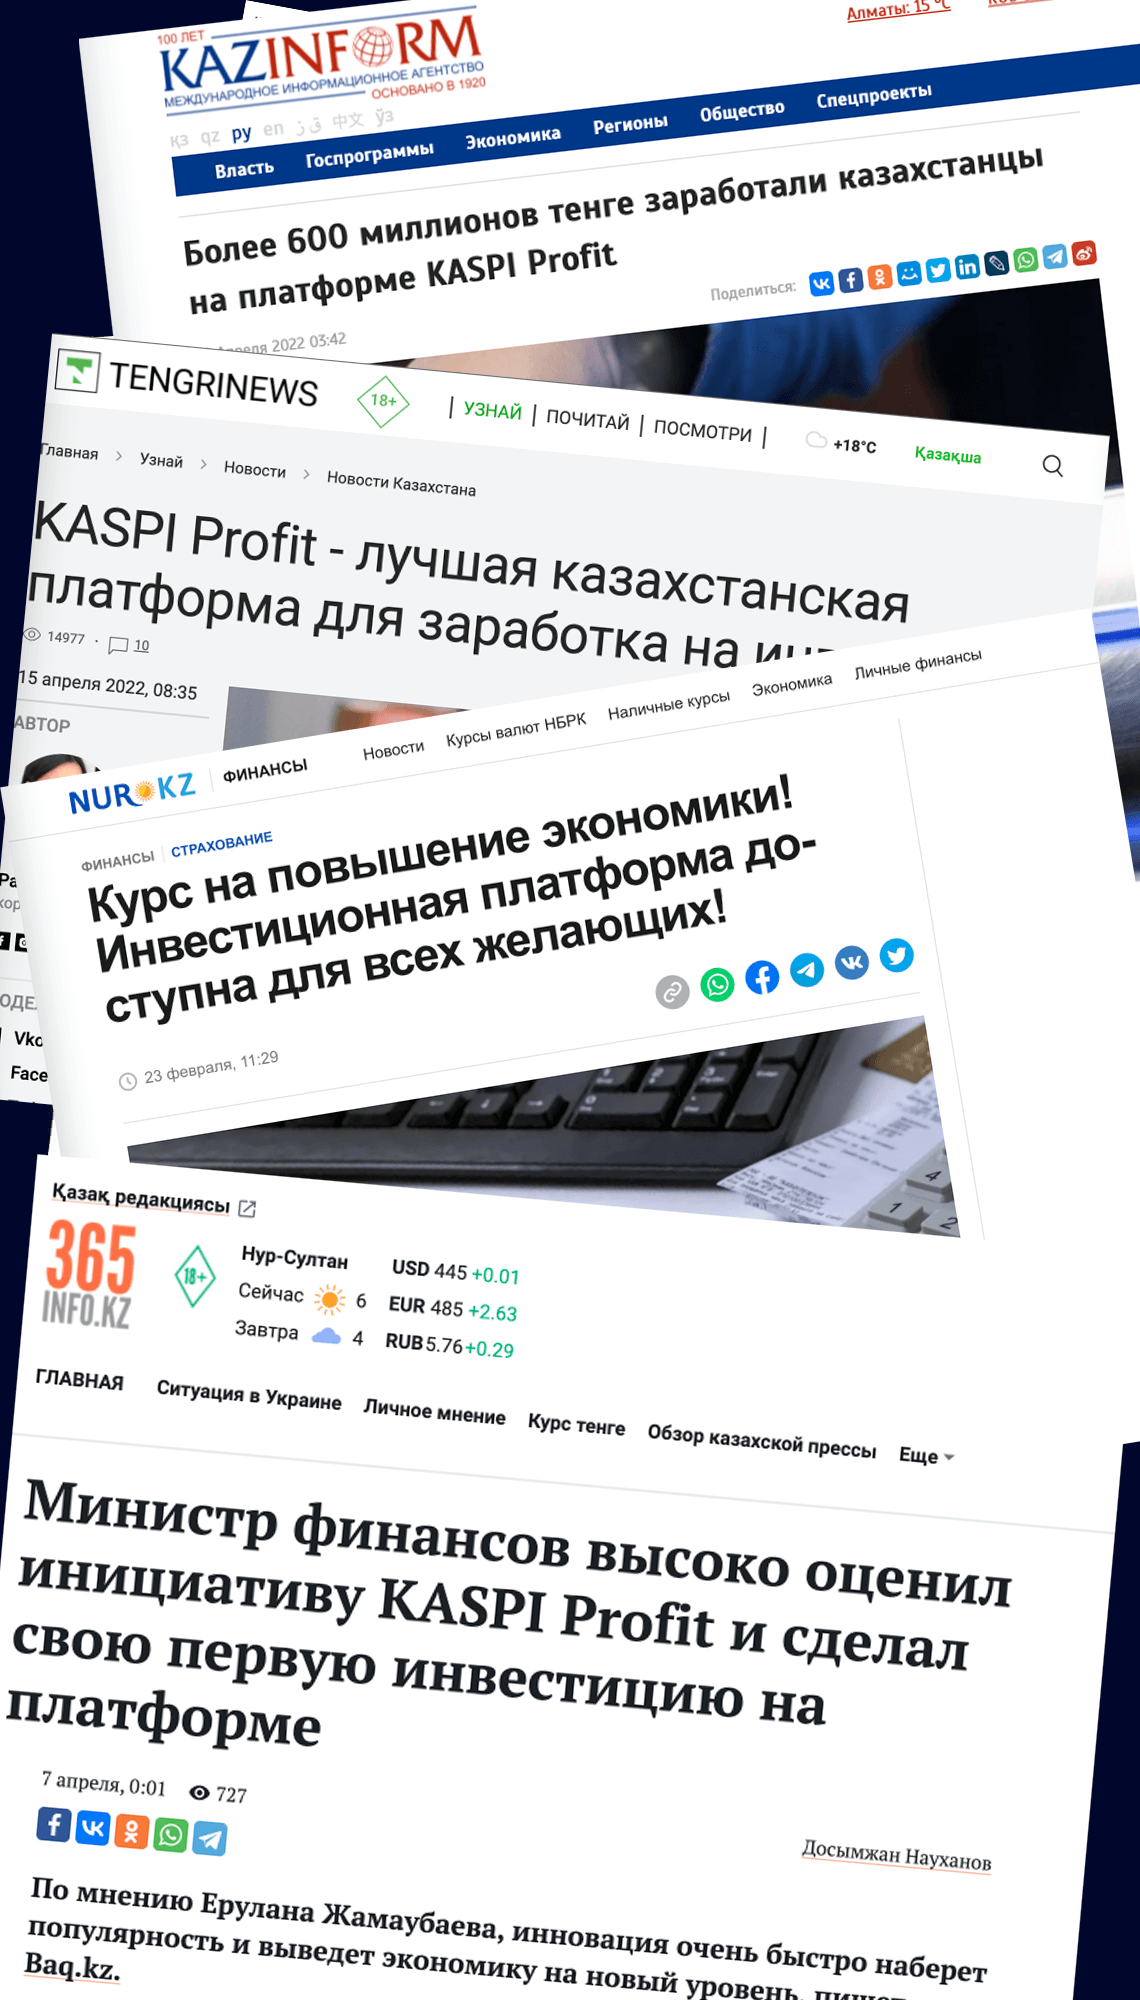 Алматы: 15 °C
100 ЛЕТ
KAZINFORM
МЕЖДУНАРОДНОЕ ИНФОРМАЦИОННОЕ АГЕНТСТВО
ОСНОВАНО В 1920
қз qz ру en ق ز 中文 ўз
Власть Госпрограммы Экономика Регионы Общество Спецпроекты
Более 600 миллионов тенге заработали казахстанцы
на платформе KASPI Profit
Поделиться:
Апреля 2022 03:42
TENGRINEWS
18+
| УЗНАЙ | ПОЧИТАЙ | ПОСМОТРИ |
+18°C
Қазақша
Главная > Узнай > Новости > Новости Казахстана
KASPI Profit - лучшая казахстанская
платформа для заработка на
14977 · 10
15 апреля 2022, 08:35
АВТОР
NUR KZ
ФИНАНСЫ
Новости Курсы валют НБРК Наличные курсы Экономика Личные финансы
ФИНАНСЫ СТРАХОВАНИЕ
Курс на повышение экономики!
Инвестиционная платформа до-
ступна для всех желающих!
23 февраля, 11:29
Vko
Face
Қазақ редакциясы
365
INFO.KZ
18+
Нур-Султан
Сейчас 6
Завтра 4
USD 445 +0.01
EUR 485 +2.63
RUB 5.76 +0.29
ГЛАВНАЯ Ситуация в Украине Личное мнение Курс тенге Обзор казахской прессы Еще
Министр финансов высоко оценил
инициативу KASPI Profit и сделал
свою первую инвестицию на
платформе
7 апреля, 0:01 727
Досымжан Науханов
По мнению Ерулана Жамаубаева, инновация очень быстро наберет
популярность и выведет экономику на новый уровень, пишет
Baq.kz.